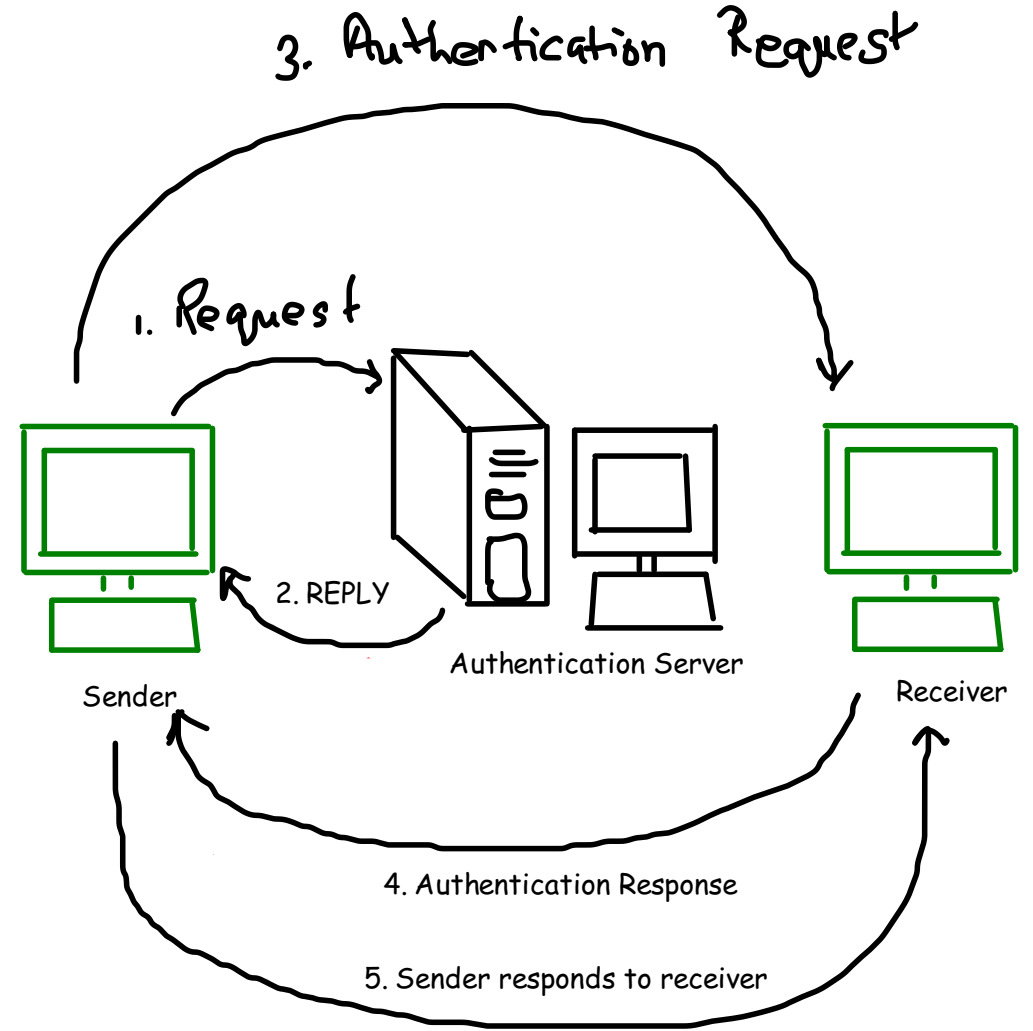 3. Authentication Request
1. Request
2. REPLY
Authentication Server
Sender
Receiver
4. Authentication Response
5. Sender responds to receiver